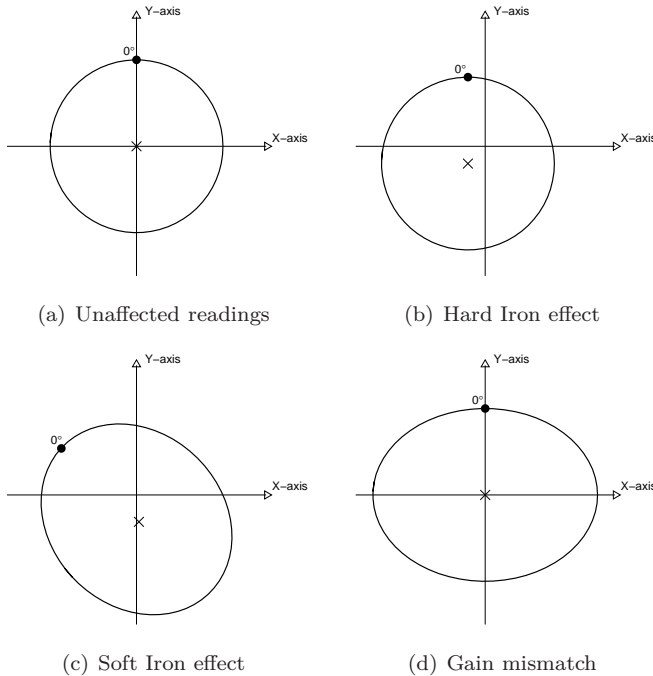 Y−axis
0°
X−axis
Y−axis
0°
X−axis
(a) Unaffected readings
(b) Hard Iron effect
Y−axis
0°
X−axis
Y−axis
0°
X−axis
(c) Soft Iron effect
(d) Gain mismatch